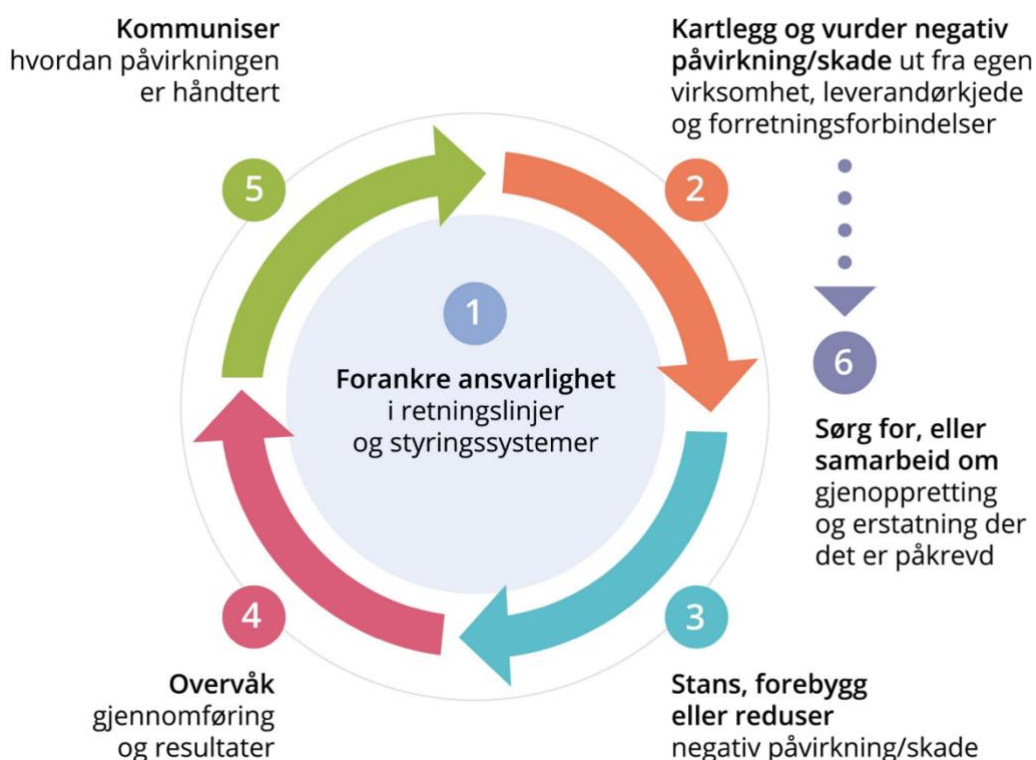 Kommuniser
hvordan påvirkningen
er håndtert
Kartlegg og vurder negativ
påvirkning/skade ut fra egen
virksomhet, leverandørkjede
og forretningsforbindelser
5
2
1
Forankre ansvarlighet
i retningslinjer
og styringssystemer
6
Sørg for, eller
samarbeid om
gjenoppretting
og erstatning der
det er påkrevd
4
3
Overvåk
gjennomføring
og resultater
Stans, forebygg
eller reduser
negativ påvirkning/skade